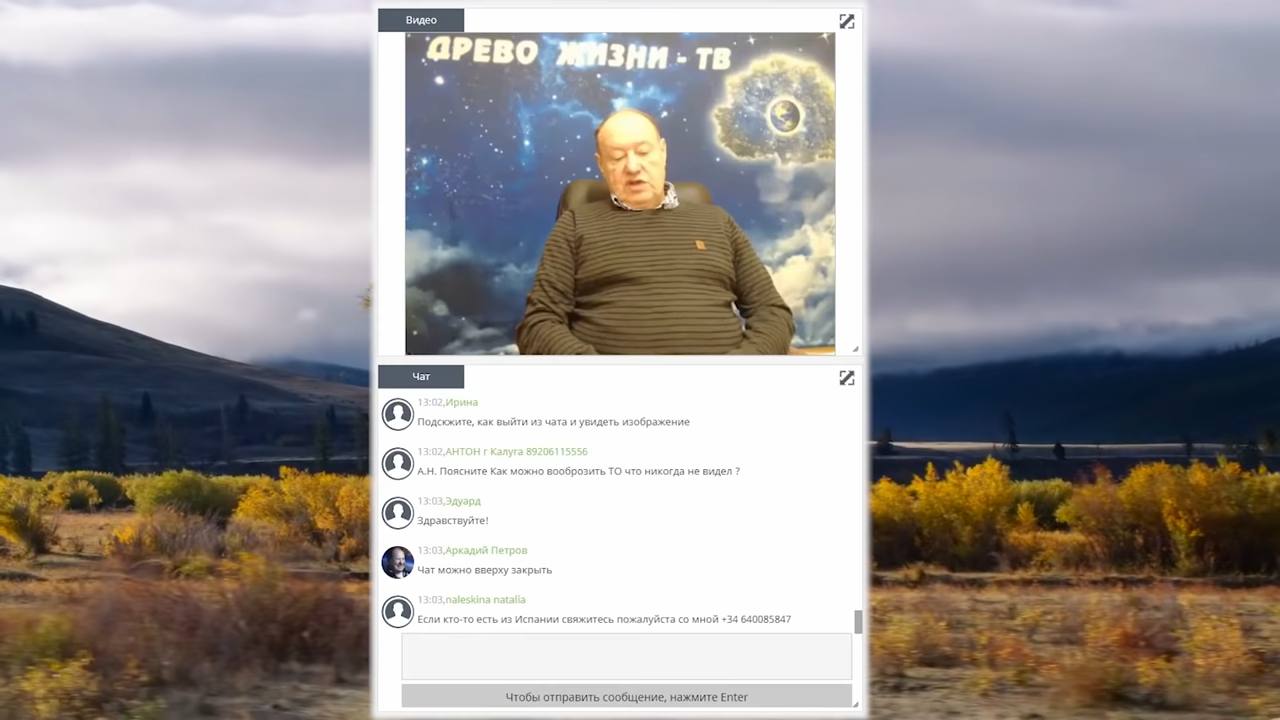 Видео
ДРЕВО ЖИЗНИ - ТВ
Чат
13:02,Ирина
Подскжите, как выйти из чата и увидеть изображение
13:02,АНТОН г Калуга 89206115556
А.Н. Поясните Как можно вооброзить ТО что никогда не видел ?
13:03,Эдуард
Здравствуйте!
13:03,Аркадий Петров
Чат можно вверху закрыть
13:03,naleskina natalia
Если кто-то есть из Испании свяжитесь пожалуйста со мной +34 640085847
Чтобы отправить сообщение, нажмите Enter